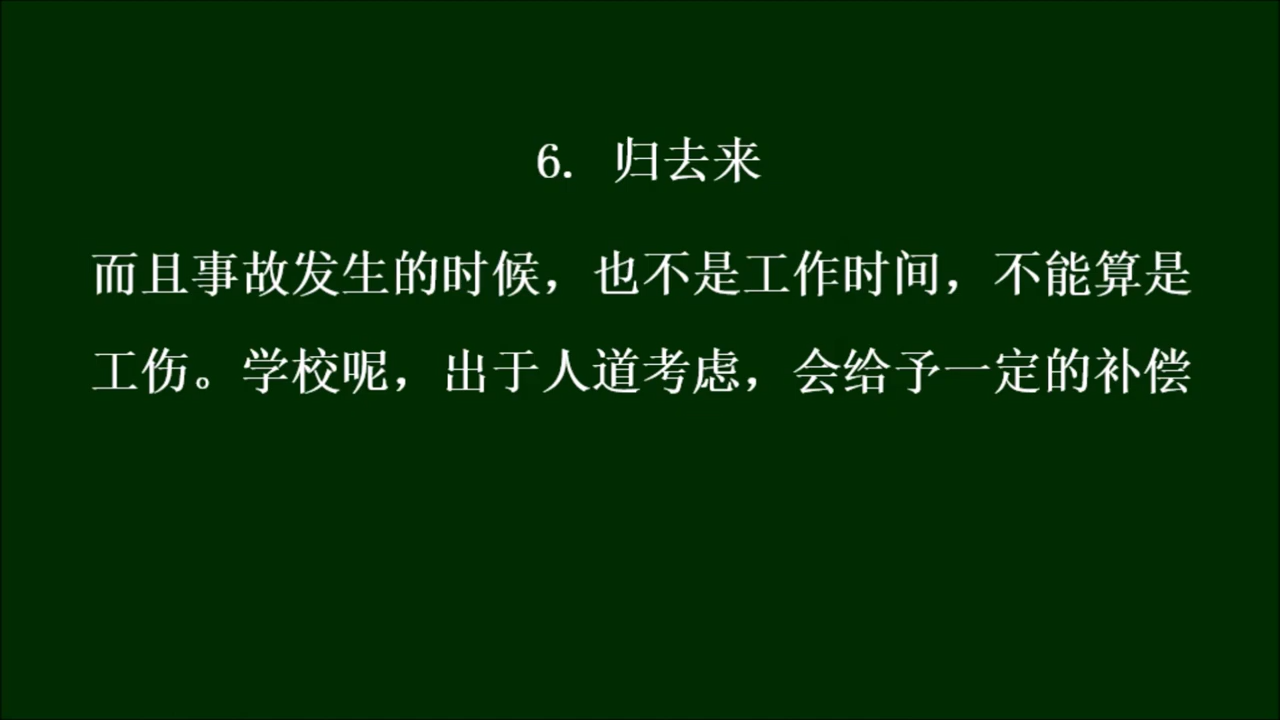 6. 归去来
而且事故发生的时候，也不是工作时间，不能算是
工伤。学校呢，出于人道考虑，会给予一定的补偿